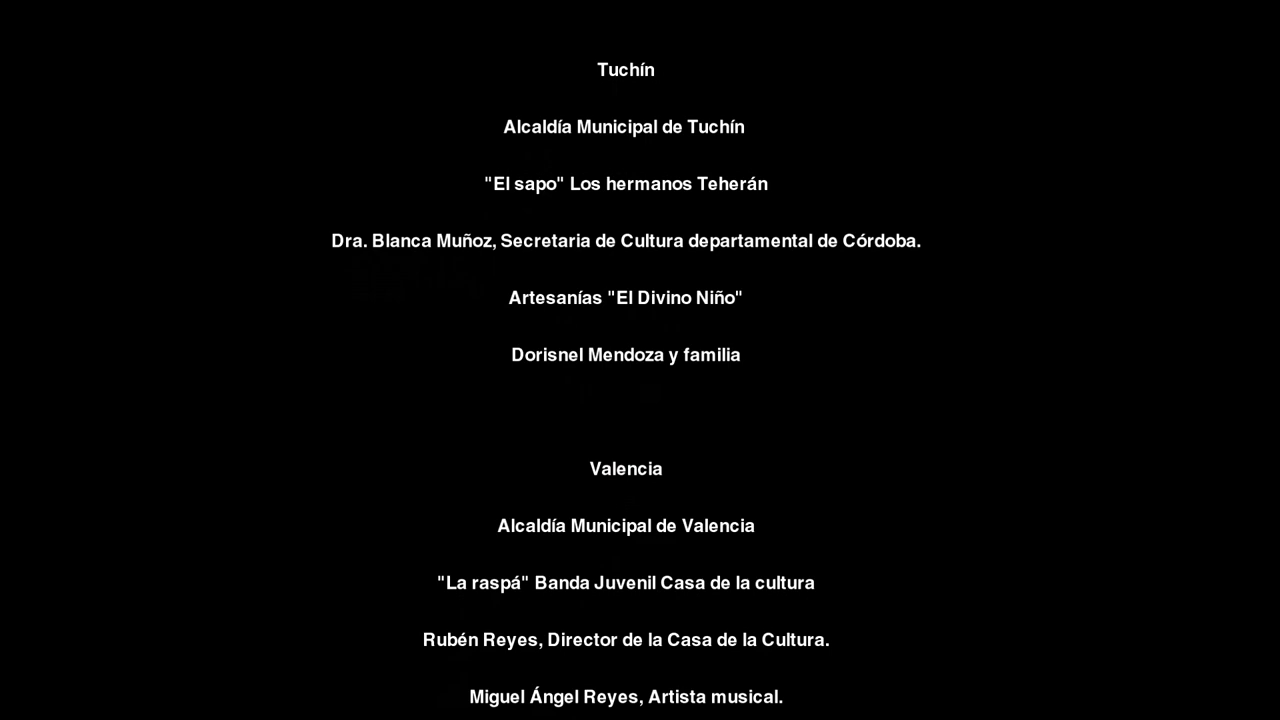 Tuchín
Alcaldía Municipal de Tuchín
"El sapo" Los hermanos Teherán
Dra. Blanca Muñoz, Secretaria de Cultura departamental de Córdoba.
Artesanías "El Divino Niño"
Dorisnel Mendoza y familia
Valencia
Alcaldía Municipal de Valencia
"La raspá" Banda Juvenil Casa de la cultura
Rubén Reyes, Director de la Casa de la Cultura.
Miguel Ángel Reyes, Artista musical.